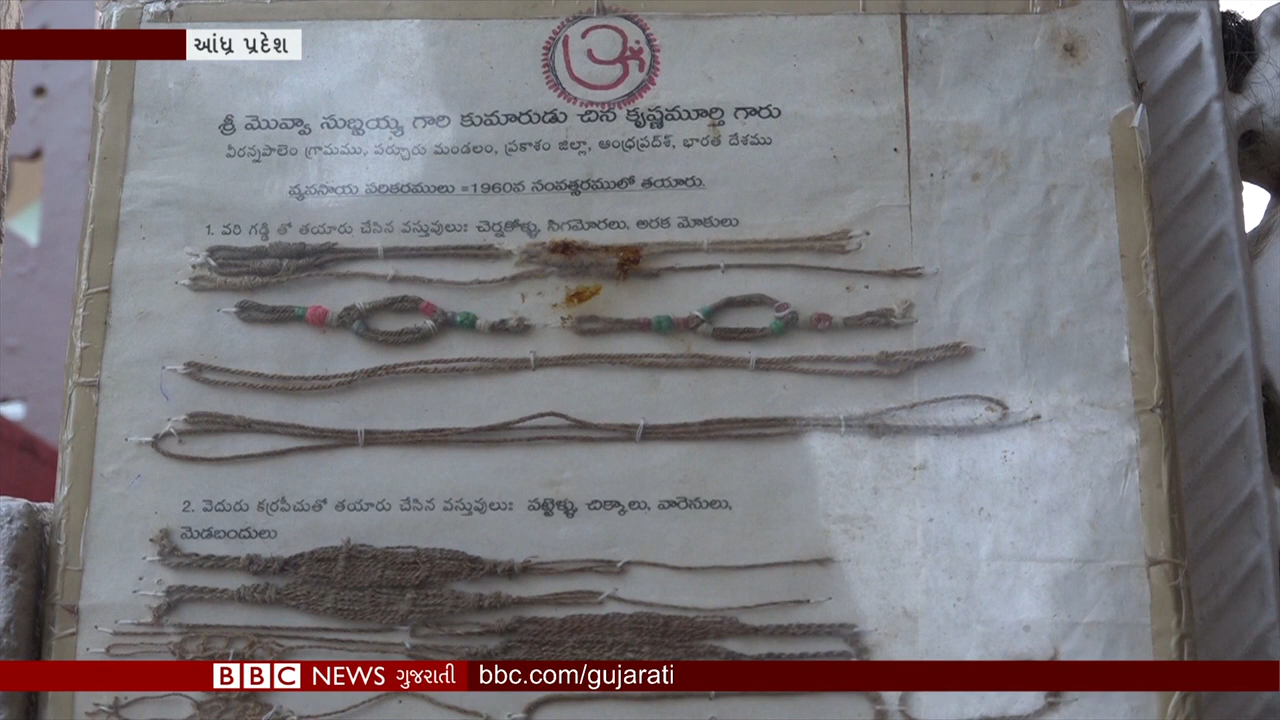 આંધ્ર પ્રદેશ
ఓం
శ్రీ మొవ్వా సుబ్బయ్య గారి కుమారుడు చిన కృష్ణమూర్తి గారు
వీరన్నపాలెం గ్రామము, పర్చూరు మండలం, ప్రకాశం జిల్లా, ఆంధ్రప్రదేశ్, భారత దేశము
వ్యవసాయ పరికరములు =1960వ సంవత్సరములో తయారు.
1. వరి గడ్డి తో తయారు చేసిన వస్తువులు: చెర్నకోళ్ళు, సిగమోరలు, అరక మోకులు
2. వెదురు కర్రపీచుతో తయారు చేసిన వస్తువులు: వట్టెళ్ళు, చిక్కాలు, వారెనులు,
మెడబందులు
BBC NEWS ગુજરાતી bbc.com/gujarati